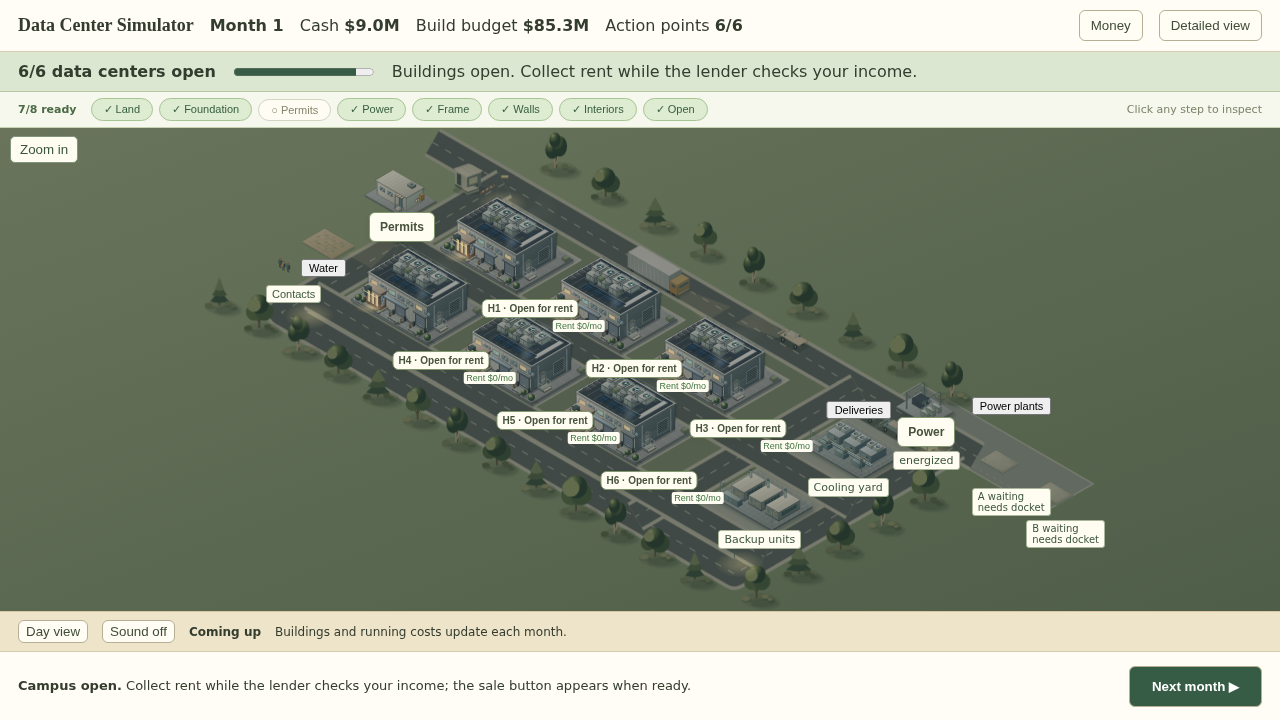 Data Center Simulator
Month 1
Cash $9.0M
Build budget $85.3M
Action points 6/6
Money
Detailed view
6/6 data centers open
Buildings open. Collect rent while the lender checks your income.
7/8 ready
✓ Land
✓ Foundation
○ Permits
✓ Power
✓ Frame
✓ Walls
✓ Interiors
✓ Open
Click any step to inspect
Zoom in
Permits
Water
Contacts
H1 · Open for rent
Rent $0/mo
H4 · Open for rent
Rent $0/mo
H2 · Open for rent
Rent $0/mo
H5 · Open for rent
Rent $0/mo
H3 · Open for rent
Rent $0/mo
H6 · Open for rent
Rent $0/mo
Deliveries
Power plants
Power
energized
Cooling yard
A waiting
needs docket
B waiting
needs docket
Backup units
Day view
Sound off
Coming up
Buildings and running costs update each month.
Campus open. Collect rent while the lender checks your income; the sale button appears when ready.
Next month ▶